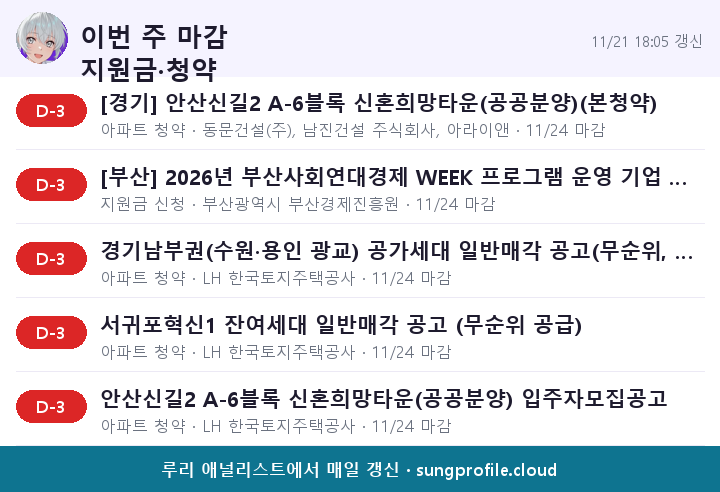 이번 주 마감
지원금·청약
11/21 18:05 갱신
D-3
[경기] 안산신길2 A-6블록 신혼희망타운(공공분양)(본청약)
아파트 청약 · 동문건설(주), 남진건설 주식회사, 아라이앤 · 11/24 마감
D-3
[부산] 2026년 부산사회연대경제 WEEK 프로그램 운영 기업 ...
지원금 신청 · 부산광역시 부산경제진흥원 · 11/24 마감
D-3
경기남부권(수원·용인 광교) 공가세대 일반매각 공고(무순위, ...
아파트 청약 · LH 한국토지주택공사 · 11/24 마감
D-3
서귀포혁신1 잔여세대 일반매각 공고 (무순위 공급)
아파트 청약 · LH 한국토지주택공사 · 11/24 마감
D-3
안산신길2 A-6블록 신혼희망타운(공공분양) 입주자모집공고
아파트 청약 · LH 한국토지주택공사 · 11/24 마감
루리 애널리스트에서 매일 갱신 · sungprofile.cloud